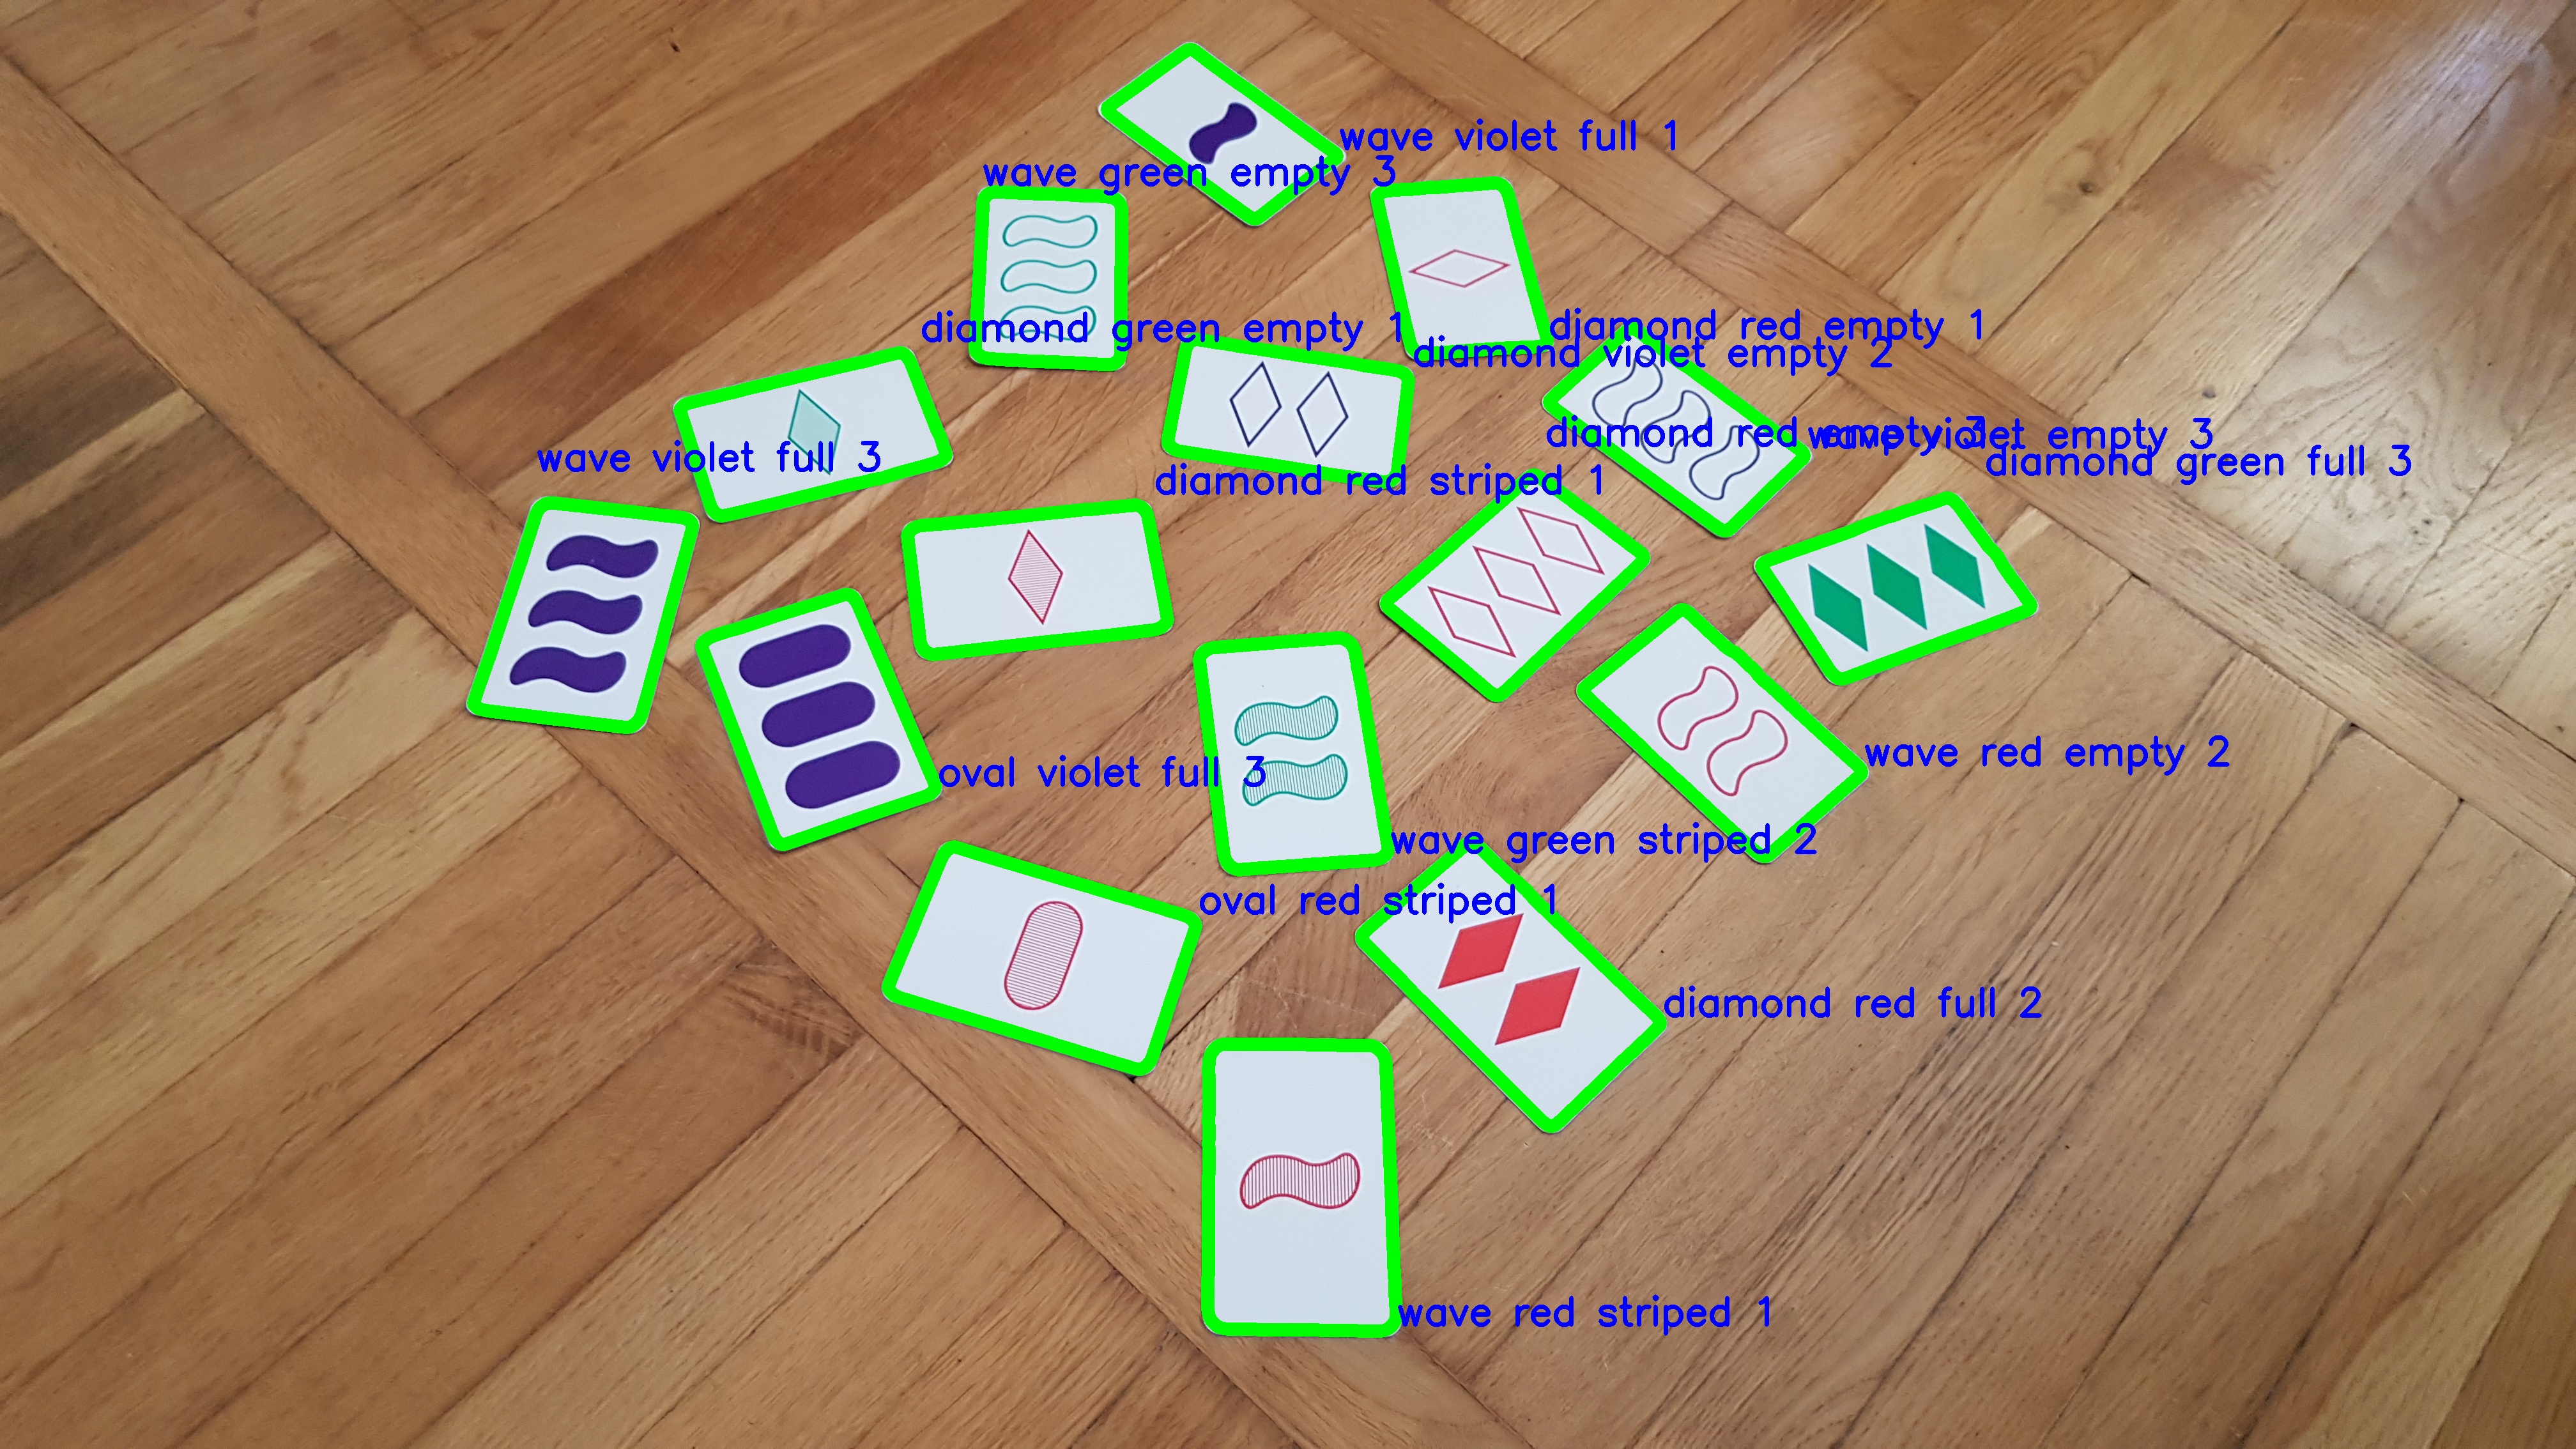 wave violet full 1
wave green empty 3
diamond green empty 1
diamond red empty 1
diamond violet empty 2
diamond red empty 3
wave violet empty 3
wave violet full 3
diamond green full 3
diamond red striped 1
wave red empty 2
oval violet full 3
wave green striped 2
oval red striped 1
diamond red full 2
wave red striped 1